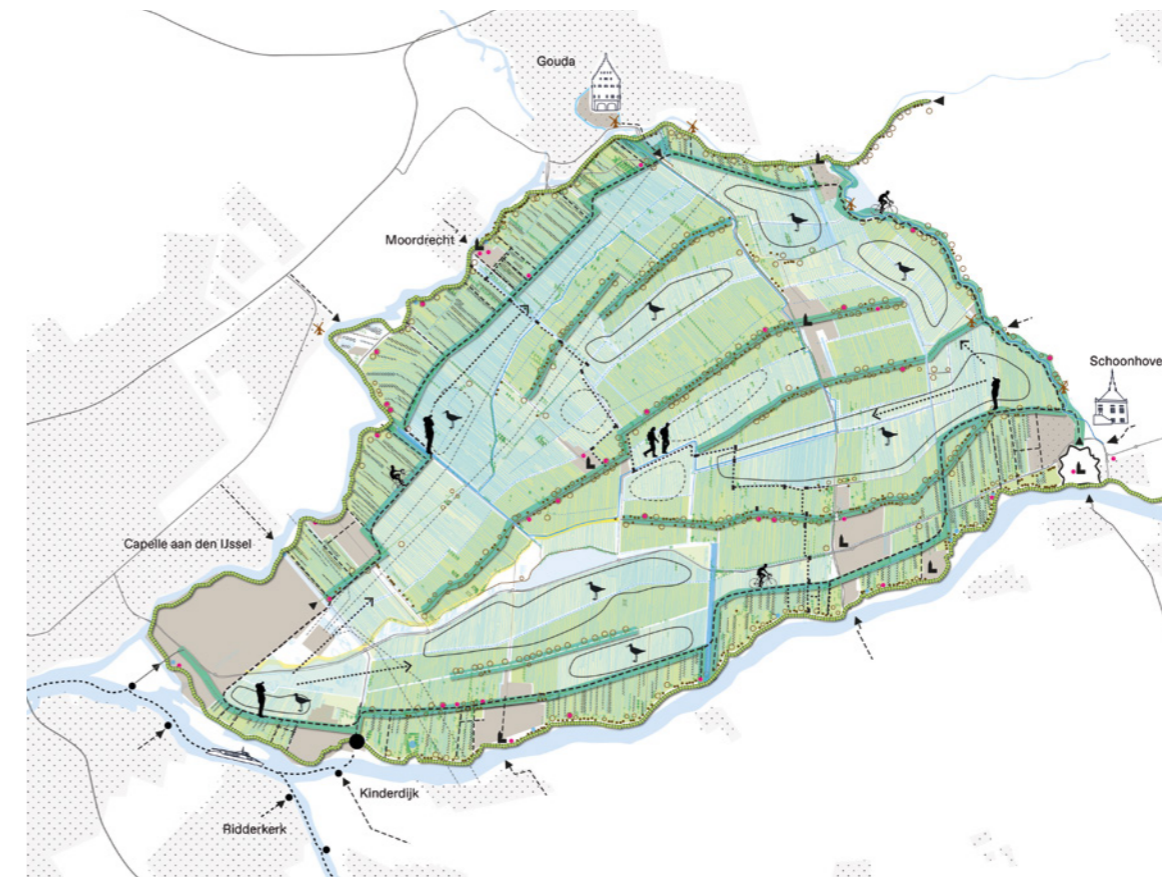 Gouda
Moordrecht
Schoonhove
Capelle aan den IJssel
Kinderdijk
Ridderkerk